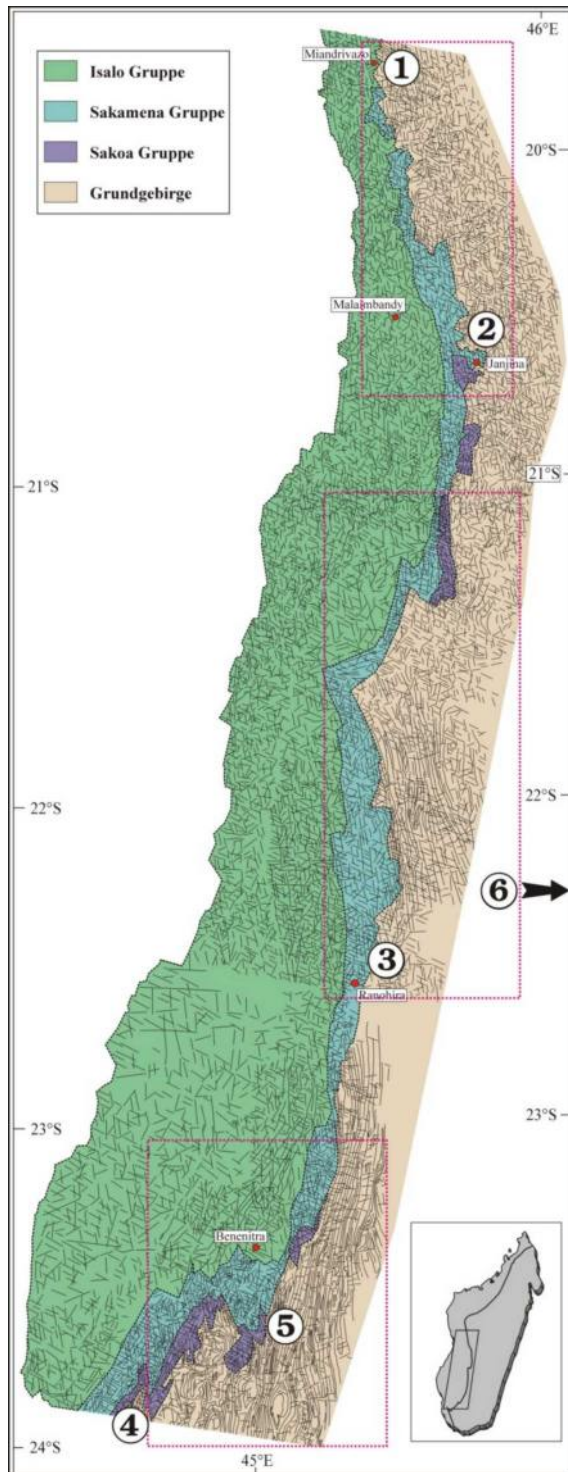 46°E
Isalo Gruppe
Sakamena Gruppe
Sakoa Gruppe
Grundgebirge
Miandrivazo
1
20°S
Malaimbandy
2
Janjina
21°S
21°S
22°S
22°S
6
3
Ranohira
23°S
23°S
Benenitra
5
4
24°S
45°E